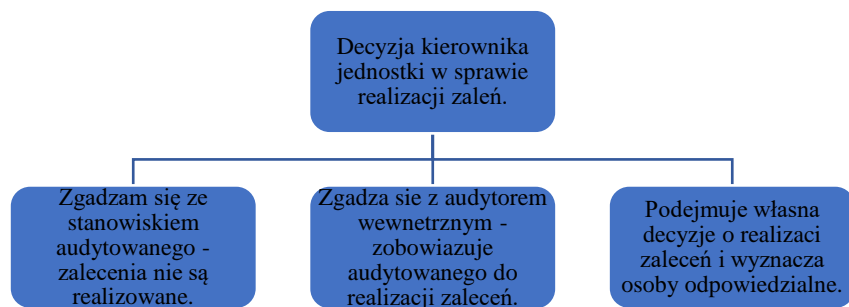 Decyzja kierownika
jednostki w sprawie
realizacji zaleń.
Zgadzam się ze
stanowiskiem
audytowanego -
zalecenia nie są
realizowane.
Zgadza sie z audytorem
wewnetrznym -
zobowiazuje
audytowanego do
realizacji zaleceń.
Podejmuje własna
decyzje o realizaci
zaleceń i wyznacza
osoby odpowiedzialne.